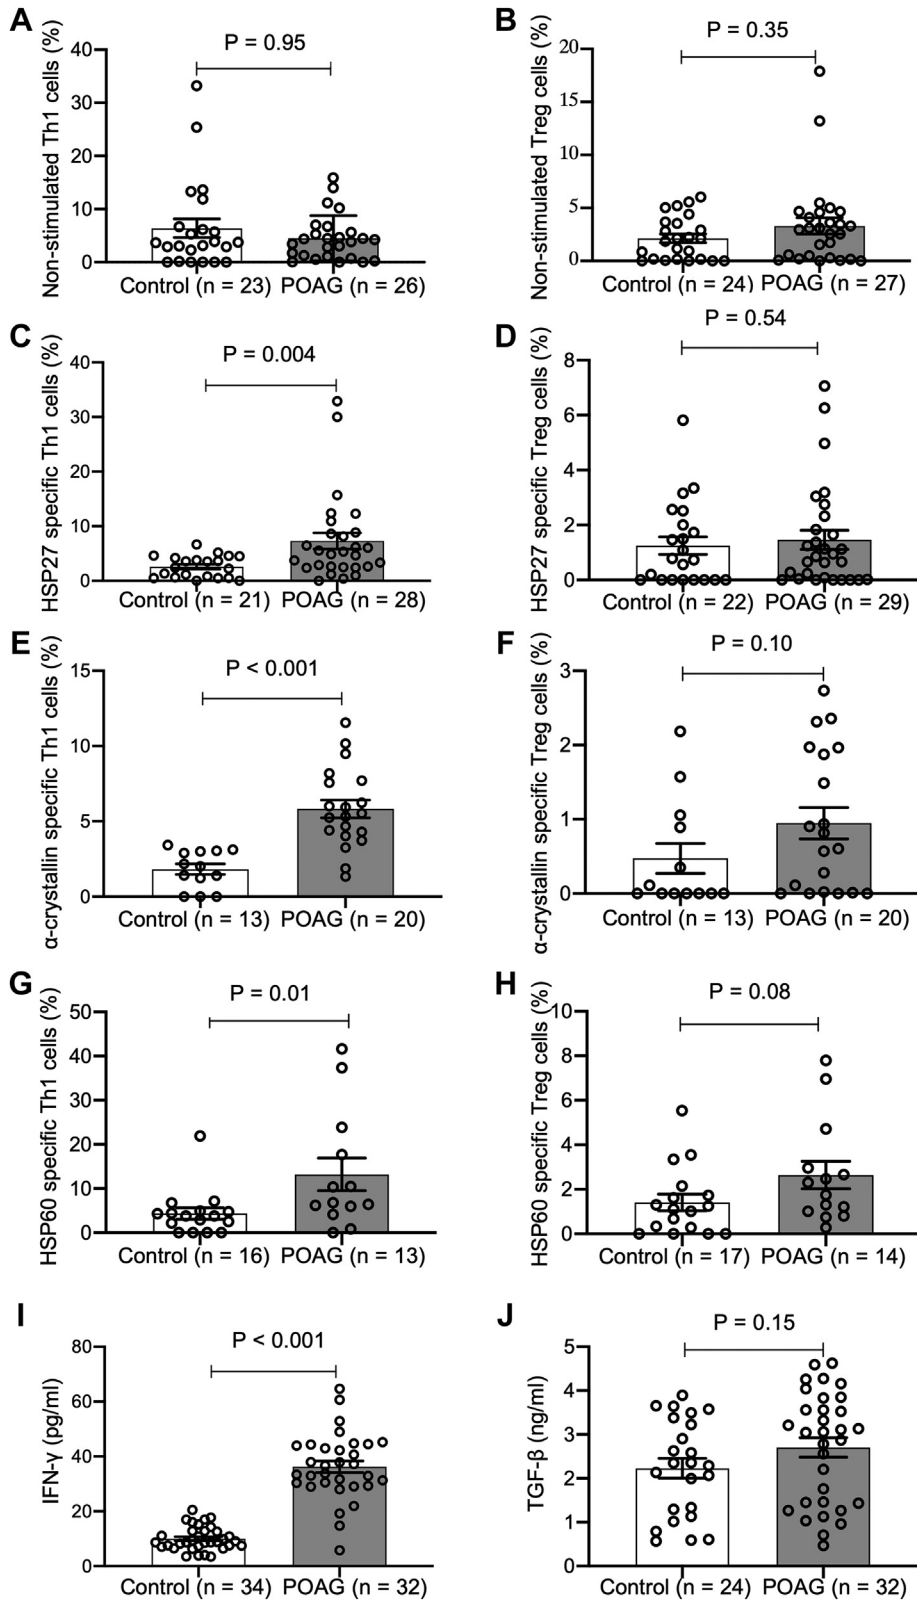 A
Non-stimulated Th1 cells (%)
P = 0.95
40
30
20
10
0
Control (n = 23) POAG (n = 26)
B
Non-stimulated Treg cells (%)
P = 0.35
20
15
10
5
0
Control (n = 24) POAG (n = 27)
C
HSP27 specific Th1 cells (%)
P = 0.004
40
30
20
10
0
Control (n = 21) POAG (n = 28)
D
HSP27 specific Treg cells (%)
P = 0.54
8
6
4
2
0
Control (n = 22) POAG (n = 29)
E
α-crystallin specific Th1 cells (%)
P < 0.001
15
10
5
0
Control (n = 13) POAG (n = 20)
F
α-crystallin specific Treg cells (%)
P = 0.10
3
2
1
0
Control (n = 13) POAG (n = 20)
G
HSP60 specific Th1 cells (%)
P = 0.01
50
40
30
20
10
0
Control (n = 16) POAG (n = 13)
H
HSP60 specific Treg cells (%)
P = 0.08
10
8
6
4
2
0
Control (n = 17) POAG (n = 14)
I
IFN-γ (pg/ml)
P < 0.001
80
60
40
20
0
Control (n = 34) POAG (n = 32)
J
TGF-β (ng/ml)
P = 0.15
5
4
3
2
1
0
Control (n = 24) POAG (n = 32)